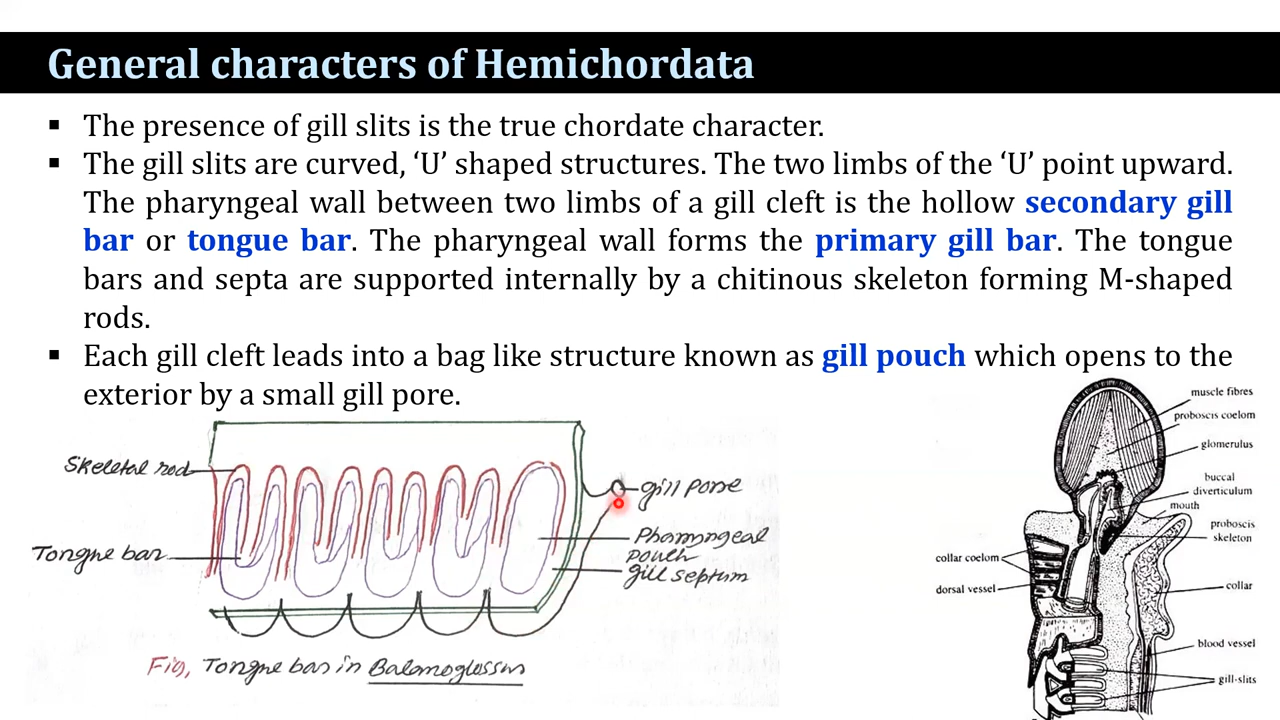 General characters of Hemichordata
▪ The presence of gill slits is the true chordate character.
▪ The gill slits are curved, ‘U’ shaped structures. The two limbs of the ‘U’ point upward.
The pharyngeal wall between two limbs of a gill cleft is the hollow secondary gill
bar or tongue bar. The pharyngeal wall forms the primary gill bar. The tongue
bars and septa are supported internally by a chitinous skeleton forming M-shaped
rods.
▪ Each gill cleft leads into a bag like structure known as gill pouch which opens to the
exterior by a small gill pore.
Skeletal rod
Tongue bar
gill pore
Pharyngeal
pouch
gill septum
Fig, Tongue bar in Balanoglossus
muscle fibres
proboscis coelom
glomerulus
buccal
diverticulum
mouth
proboscis
skeleton
collar coelom
dorsal vessel
collar
blood vessel
gill-slits